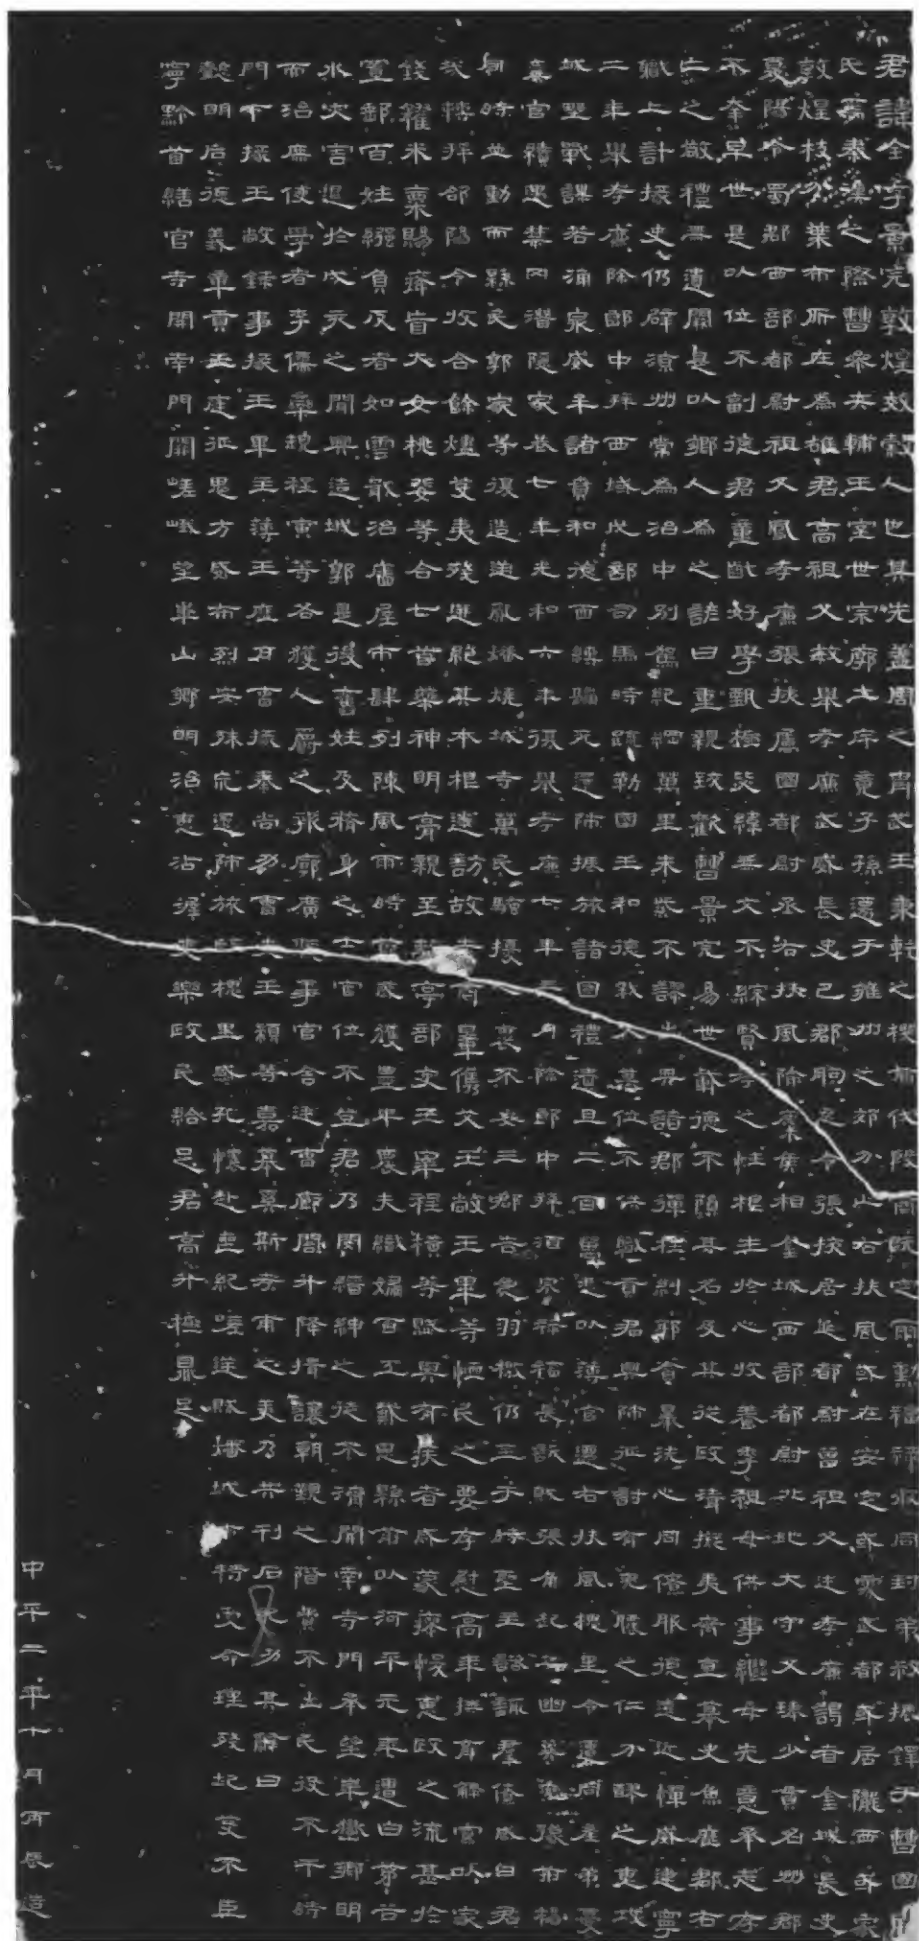 君諱全字景完敦煌效穀人也其先蓋周之胄武王秉乾之機翦伐殷商既定爾勳福祿攸同封弟叔振鐸于曹國因
氏焉秦漢之際曹參夾輔王室世宗廓土斥竟子孫遷于雍州之郊分止右扶風或在安定或處武都或居隴西或家
敦煌枝分葉布所在為雄君高祖父敏舉孝廉武威長史巴郡朐忍令張掖居延都尉曾祖父述孝廉謁者金城長史
夏陽令蜀郡西部都尉祖父鳳孝廉張掖屬國都尉丞右扶風隃麋侯相金城西部都尉北地大守父琫少貫名州郡
不幸早世是以位不副德君童齔好學甄極毖緯無文不綜賢孝之性根生於心收養季祖母供事繼母先意承志存
亡之敬禮無遺闕是以鄉人為之諺曰重親致歡曹景完易世載德不隕其名及其從政清擬夷齊直慕史魚歷郡右
職上計掾史仍辟涼州常為治中別駕紀綱萬里朱紫不謬出典諸郡彈枉糾邪貪暴洗心同僚服德遠近憚威建寧
二年舉孝廉除郎中拜西域戊部司馬時疏勒國王和德弒父篡位不供職貢君興師征討有兗膿之仁分醪之惠攻
城野戰謀若涌泉威牟諸賁和德面縛歸死還師振旅諸國禮遺且二百萬悉以薄官遷右扶風槐里令遭同產弟憂
棄官續遇禁罔潛隱家巷七年光和六年復舉孝廉七年三月除郎中拜酒泉祿福長訞賊張角起兵幽冀兗豫荊楊
同時並動而縣民郭家等復造逆亂燔燒城寺萬民騷擾人裹不安三郡告急羽檄仍至于時聖主諮諏群僚咸曰君
哉轉拜郃陽令收合餘燼芟夷殘迸絕其本根遂訪故老商量儁艾王敞王畢等恤民之要存慰高年撫育鰥寡以家
錢糴米粟賜癃盲大女桃婓等合七首藥神明膏親至離亭部吏王宰程橫等賦與有疾者咸蒙瘳悛惠政之流甚於
置郵百姓繈負反者如雲戢治廧屋市肆列陳風雨時節歲獲豐年農夫織婦百工戴恩縣前以河平元年遭白茅谷
水災害退於戊亥之間興造城郭是後舊姓及脩身之士官位不登君乃閔縉紳之徒不濟開南寺門承望華嶽鄉明
而治庶使學者李儒欒規程寅等各獲人爵之報廓廣聽事官舍廷曹廊閤升降揖讓朝覲之階費不出民役不干時
門下掾王敞錄事掾王畢主薄王歷戶曹掾秦尚功曹史王顓等嘉慕奚斯考甫之美乃共刊石紀功其辭曰
懿明后德義章貢王庭征鬼方威布烈安殊荒還師旅臨槐里感孔懷赴喪紀嗟逆賊燔城市特受命理殘圮芟不臣
寧黔首繕官寺開南門闕嵯峨望華山鄉明治惠沾渥吏樂政民給足君高升極鼎足
中平二年十月丙辰造